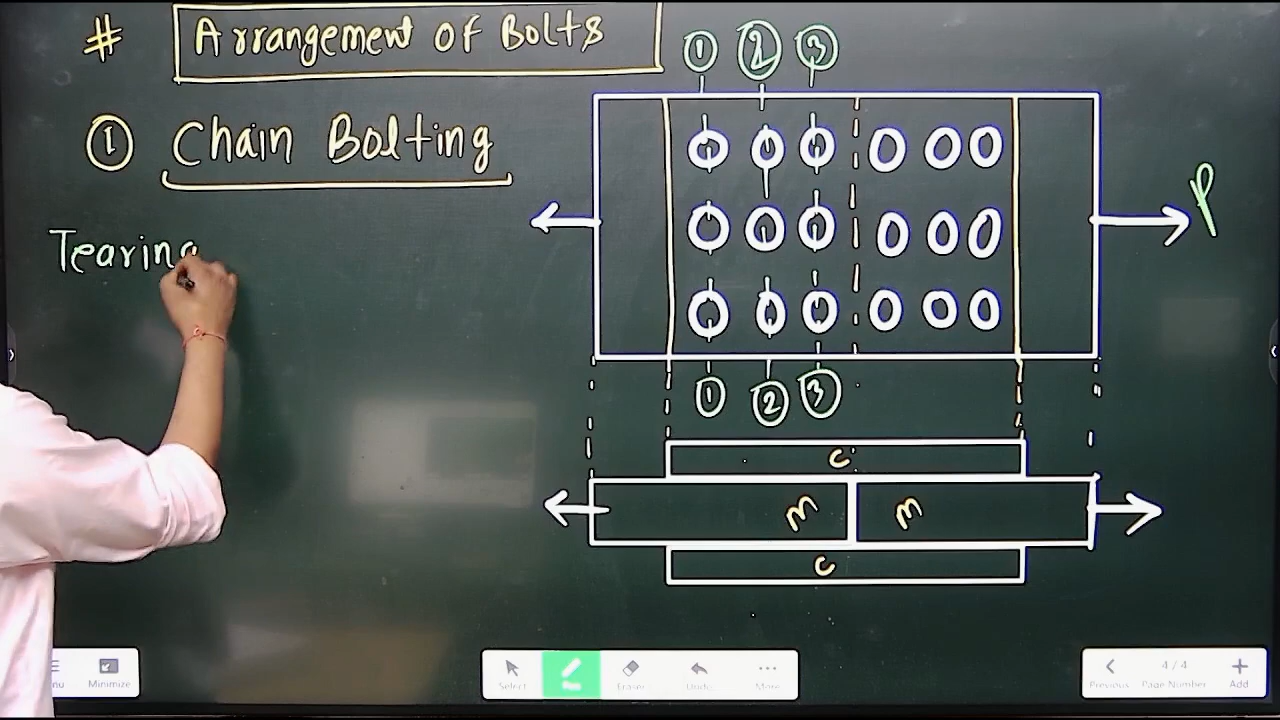 # Arrangement of Bolts
① ② ③
① Chain Bolting
P
Tearing
① ② ③
C
M M
C
Select Pen Eraser Undo More
Minimize
Previous 4/4 Page Number Add